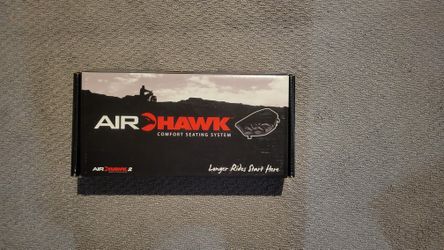 AIRHAWK
COMFORT SEATING SYSTEM
AIRHAWK 2
Longer Rides Start Here